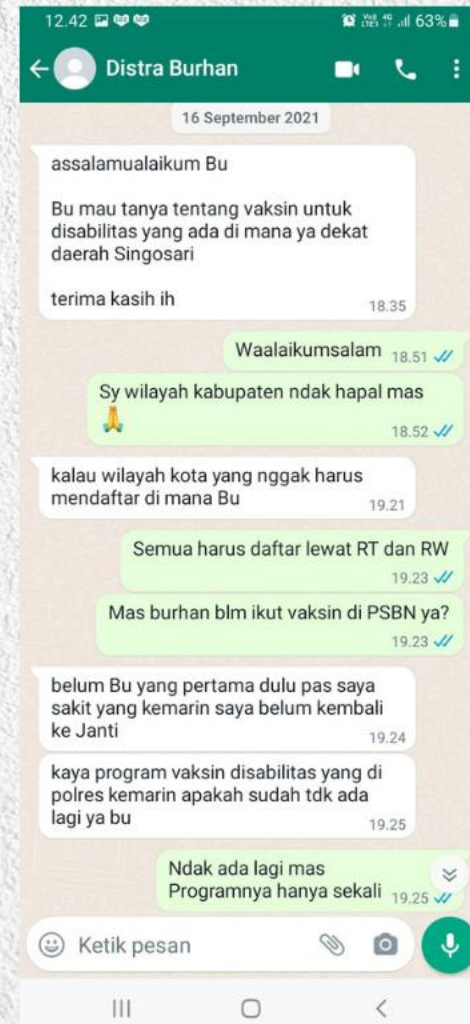 12.42
63%
Distra Burhan
16 September 2021
assalamualaikum Bu
Bu mau tanya tentang vaksin untuk
disabilitas yang ada di mana ya dekat
daerah Singosari
terima kasih ih
18.35
Waalaikumsalam 18.51
Sy wilayah kabupaten ndak hapal mas
🙏
18.52
kalau wilayah kota yang nggak harus
mendaftar di mana Bu
19.21
Semua harus daftar lewat RT dan RW
19.23
Mas burhan blm ikut vaksin di PSBN ya?
19.23
belum Bu yang pertama dulu pas saya
sakit yang kemarin saya belum kembali
ke Janti
19.24
kaya program vaksin disabilitas yang di
polres kemarin apakah sudah tdk ada
lagi ya bu
19.25
Ndak ada lagi mas
Programnya hanya sekali 19.25
Ketik pesan